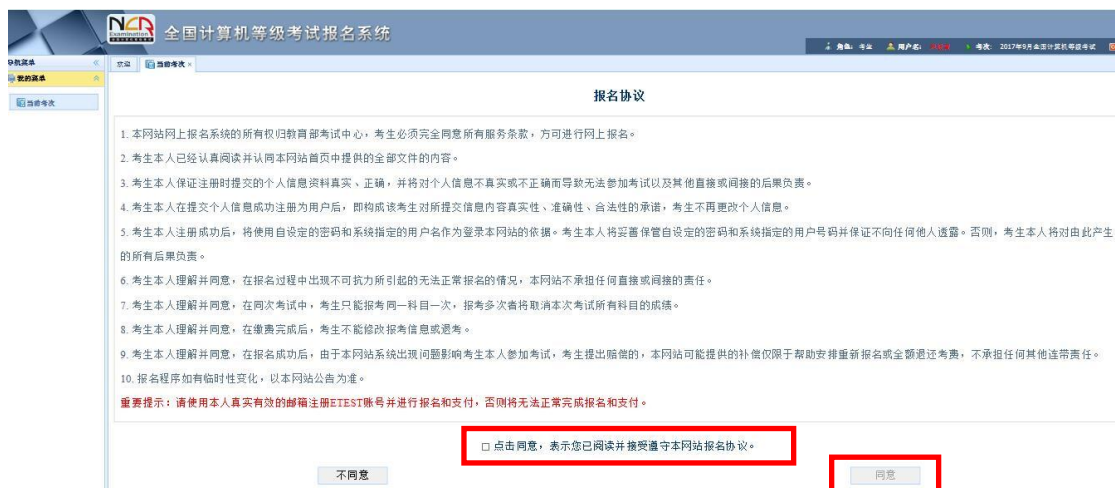 NCR
Examination
全国计算机等级考试报名系统
角色: 考生 用户名: 考次: 2017年9月全国计算机等级考试
导航菜单
欢迎 当前考次 ×
我的菜单
当前考次
报名协议
1. 本网站网上报名系统的所有权归教育部考试中心,考生必须完全同意所有服务条款,方可进行网上报名。
2. 考生本人已经认真阅读并认同本网站首页中提供的全部文件的内容。
3. 考生本人保证注册时提交的个人信息资料真实、正确,并将对个人信息不真实或不正确而导致无法参加考试以及其他直接或间接的后果负责。
4. 考生本人在提交个人信息成功注册为用户后,即构成该考生对所提交信息内容真实性、准确性、合法性的承诺,考生不再更改个人信息。
5. 考生本人注册成功后,将使用自设定的密码和系统指定的用户名作为登录本网站的依据。考生本人将妥善保管自设定的密码和系统指定的用户号码并保证不向任何他人透露。否则,考生本人将对由此产生
的所有后果负责。
6. 考生本人理解并同意,在报名过程中出现不可抗力所引起的无法正常报名的情况,本网站不承担任何直接或间接的责任。
7. 考生本人理解并同意,在同次考试中,考生只能报考同一科目一次,报考多次者将取消本次考试所有科目的成绩。
8. 考生本人理解并同意,在缴费完成后,考生不能修改报考信息或退考。
9. 考生本人理解并同意,在报名成功后,由于本网站系统出现问题影响考生本人参加考试,考生提出赔偿的,本网站可能提供的补偿仅限于帮助安排重新报名或全额退还考费,不承担任何其他连带责任。
10. 报名程序如有临时性变化,以本网站公告为准。
重要提示:请使用本人真实有效的邮箱注册ETEST账号并进行报名和支付,否则将无法正常完成报名和支付。
点击同意,表示您已阅读并接受遵守本网站报名协议。
不同意 同意